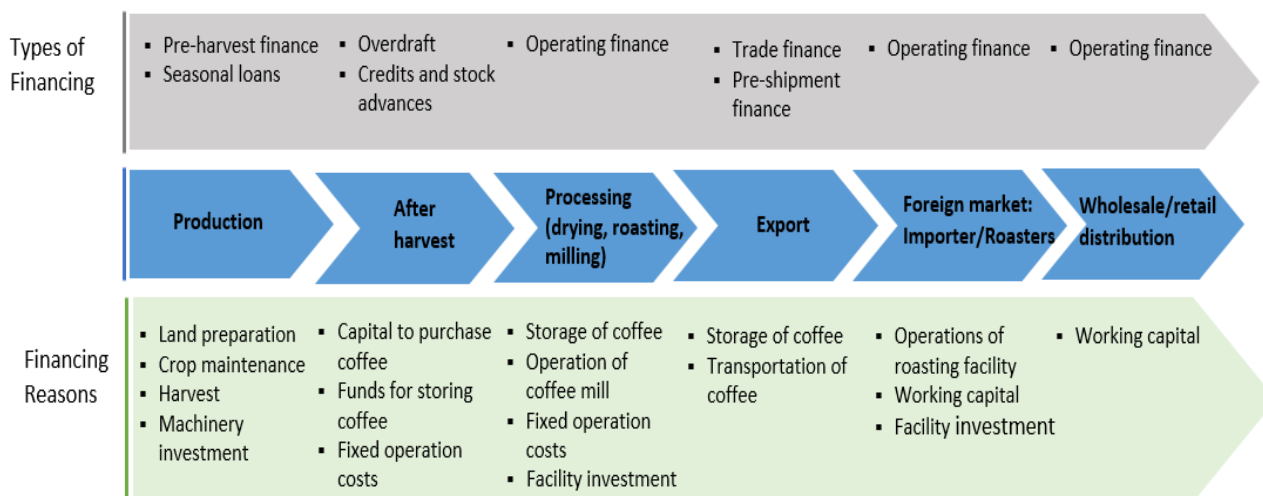 Types of
Financing
▪ Pre-harvest finance
▪ Seasonal loans
▪ Overdraft
▪ Credits and stock
advances
▪ Operating finance
▪ Trade finance
▪ Pre-shipment
finance
▪ Operating finance
▪ Operating finance
Production
After
harvest
Processing
(drying, roasting,
milling)
Export
Foreign market:
Importer/Roasters
Wholesale/retail
distribution
Financing
Reasons
▪ Land preparation
▪ Crop maintenance
▪ Harvest
▪ Machinery
investment
▪ Capital to purchase
coffee
▪ Funds for storing
coffee
▪ Fixed operation
costs
▪ Storage of coffee
▪ Operation of
coffee mill
▪ Fixed operation
costs
▪ Facility investment
▪ Storage of coffee
▪ Transportation of
coffee
▪ Operations of
roasting facility
▪ Working capital
▪ Facility investment
▪ Working capital